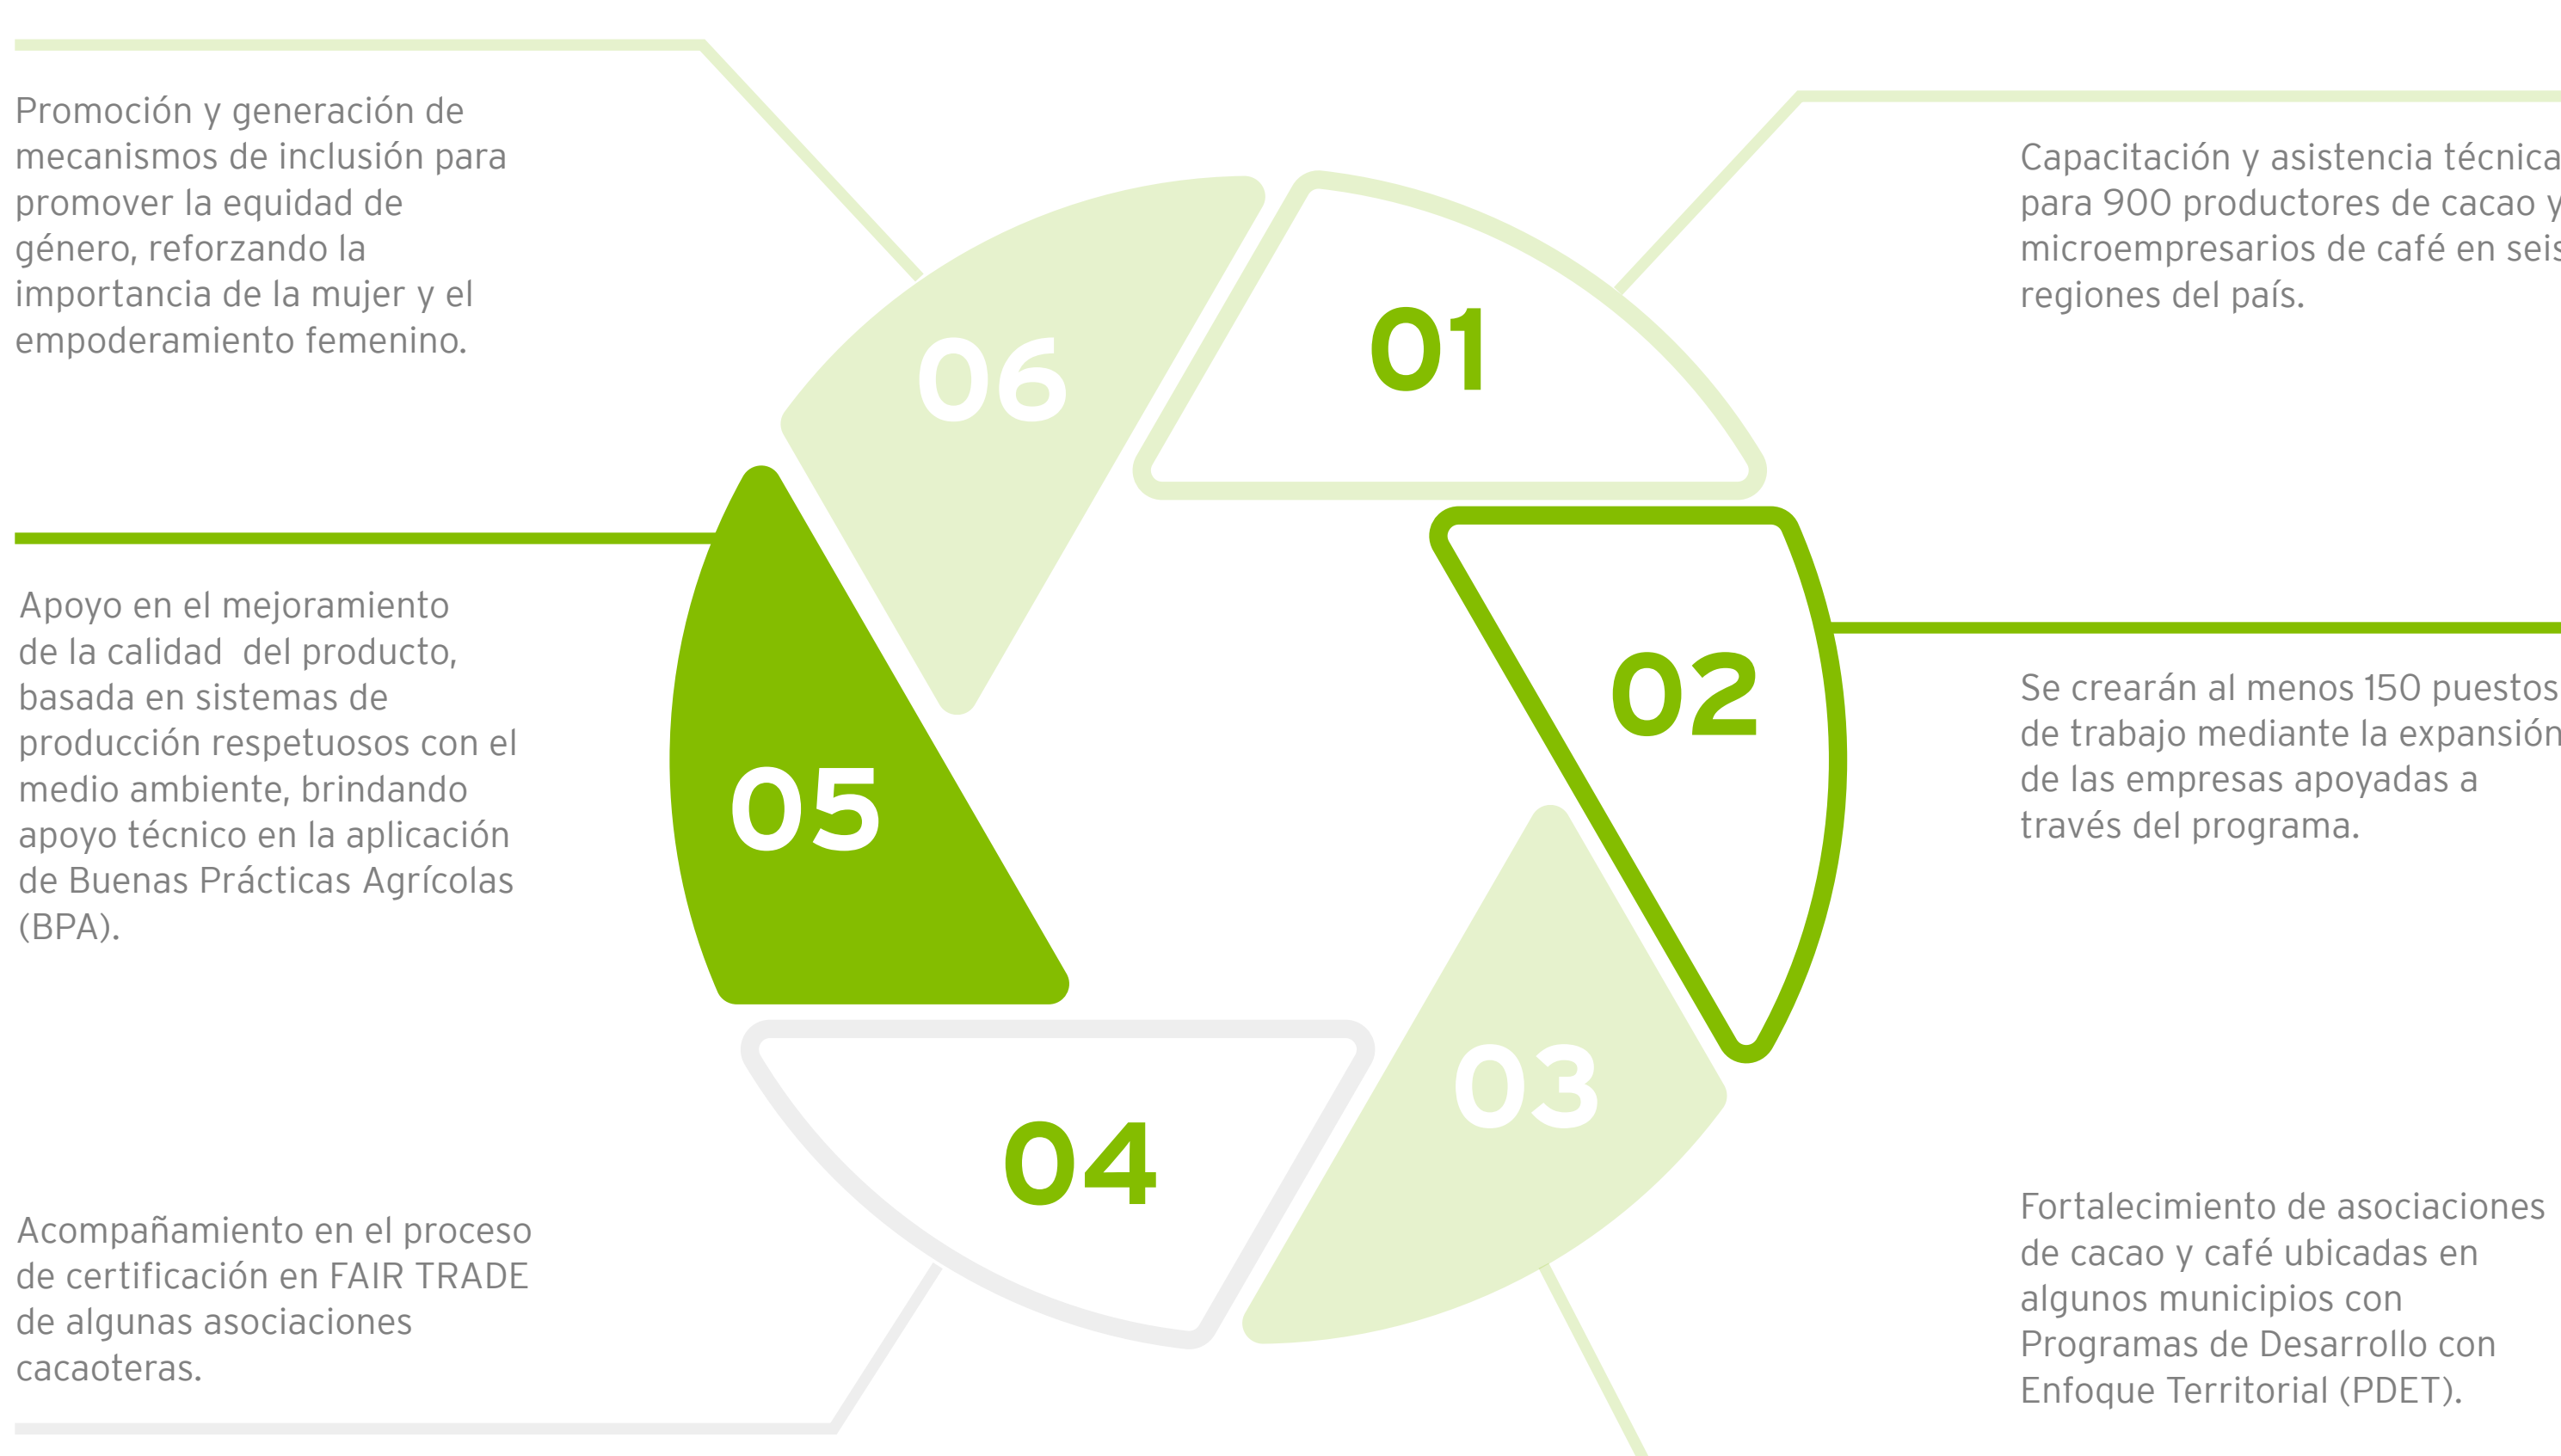 Promoción y generación de
mecanismos de inclusión para
promover la equidad de
género, reforzando la
importancia de la mujer y el
empoderamiento femenino.
Apoyo en el mejoramiento
de la calidad del producto,
basada en sistemas de
producción respetuosos con el
medio ambiente, brindando
apoyo técnico en la aplicación
de Buenas Prácticas Agrícolas
(BPA).
Acompañamiento en el proceso
de certificación en FAIR TRADE
de algunas asociaciones
cacaoteras.
06
01
05
02
04
03
Capacitación y asistencia técnica
para 900 productores de cacao y
microempresarios de café en seis
regiones del país.
Se crearán al menos 150 puestos
de trabajo mediante la expansión
de las empresas apoyadas a
través del programa.
Fortalecimiento de asociaciones
de cacao y café ubicadas en
algunos municipios con
Programas de Desarrollo con
Enfoque Territorial (PDET).